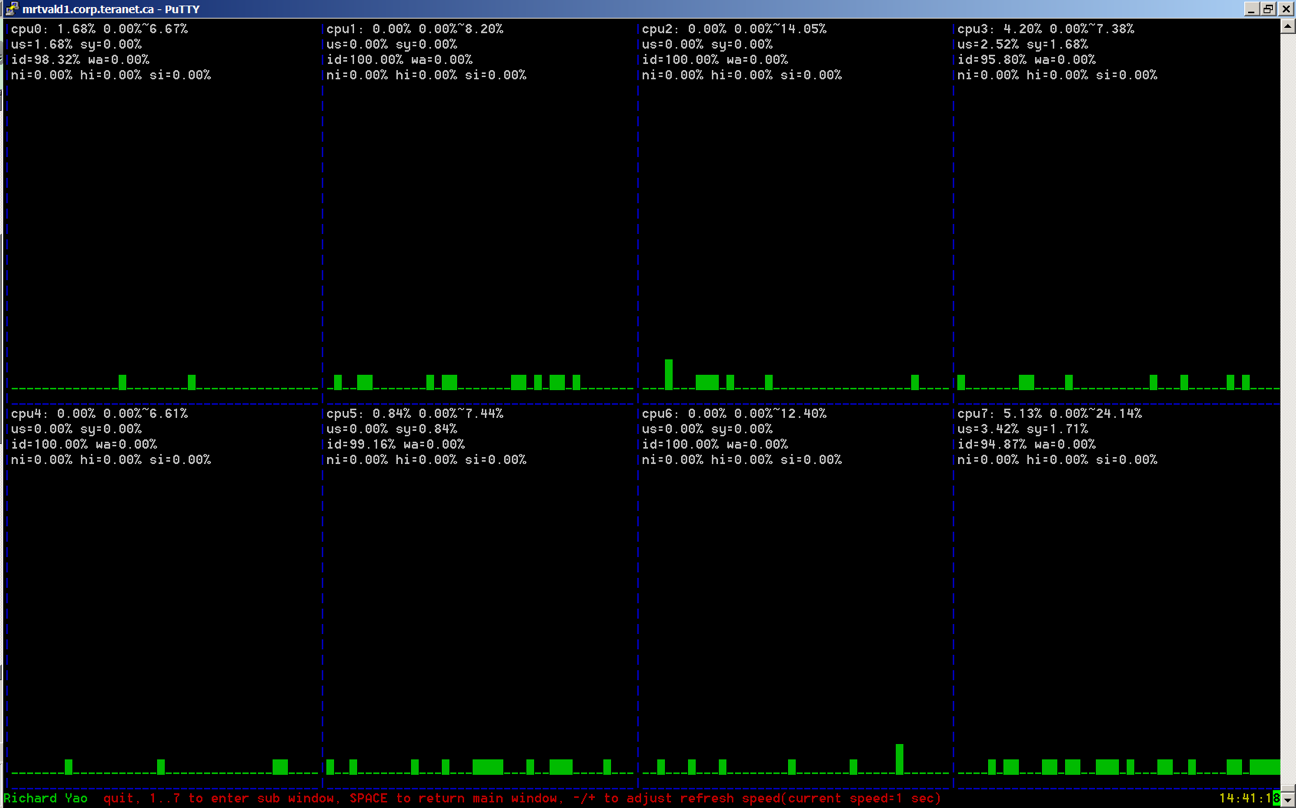 mrtvald1.corp.teranet.ca - PuTTY
cpu0: 1.68% 0.00%~6.67%
us=1.68% sy=0.00%
id=98.32% wa=0.00%
ni=0.00% hi=0.00% si=0.00%
cpu1: 0.00% 0.00%~8.20%
us=0.00% sy=0.00%
id=100.00% wa=0.00%
ni=0.00% hi=0.00% si=0.00%
cpu2: 0.00% 0.00%~14.05%
us=0.00% sy=0.00%
id=100.00% wa=0.00%
ni=0.00% hi=0.00% si=0.00%
cpu3: 4.20% 0.00%~7.38%
us=2.52% sy=1.68%
id=95.80% wa=0.00%
ni=0.00% hi=0.00% si=0.00%
cpu4: 0.00% 0.00%~6.61%
us=0.00% sy=0.00%
id=100.00% wa=0.00%
ni=0.00% hi=0.00% si=0.00%
cpu5: 0.84% 0.00%~7.44%
us=0.00% sy=0.84%
id=99.16% wa=0.00%
ni=0.00% hi=0.00% si=0.00%
cpu6: 0.00% 0.00%~12.40%
us=0.00% sy=0.00%
id=100.00% wa=0.00%
ni=0.00% hi=0.00% si=0.00%
cpu7: 5.13% 0.00%~24.14%
us=3.42% sy=1.71%
id=94.87% wa=0.00%
ni=0.00% hi=0.00% si=0.00%
Richard Yao quit, 1..7 to enter sub window, SPACE to return main window, -/+ to adjust refresh speed(current speed=1 sec) 14:41:18